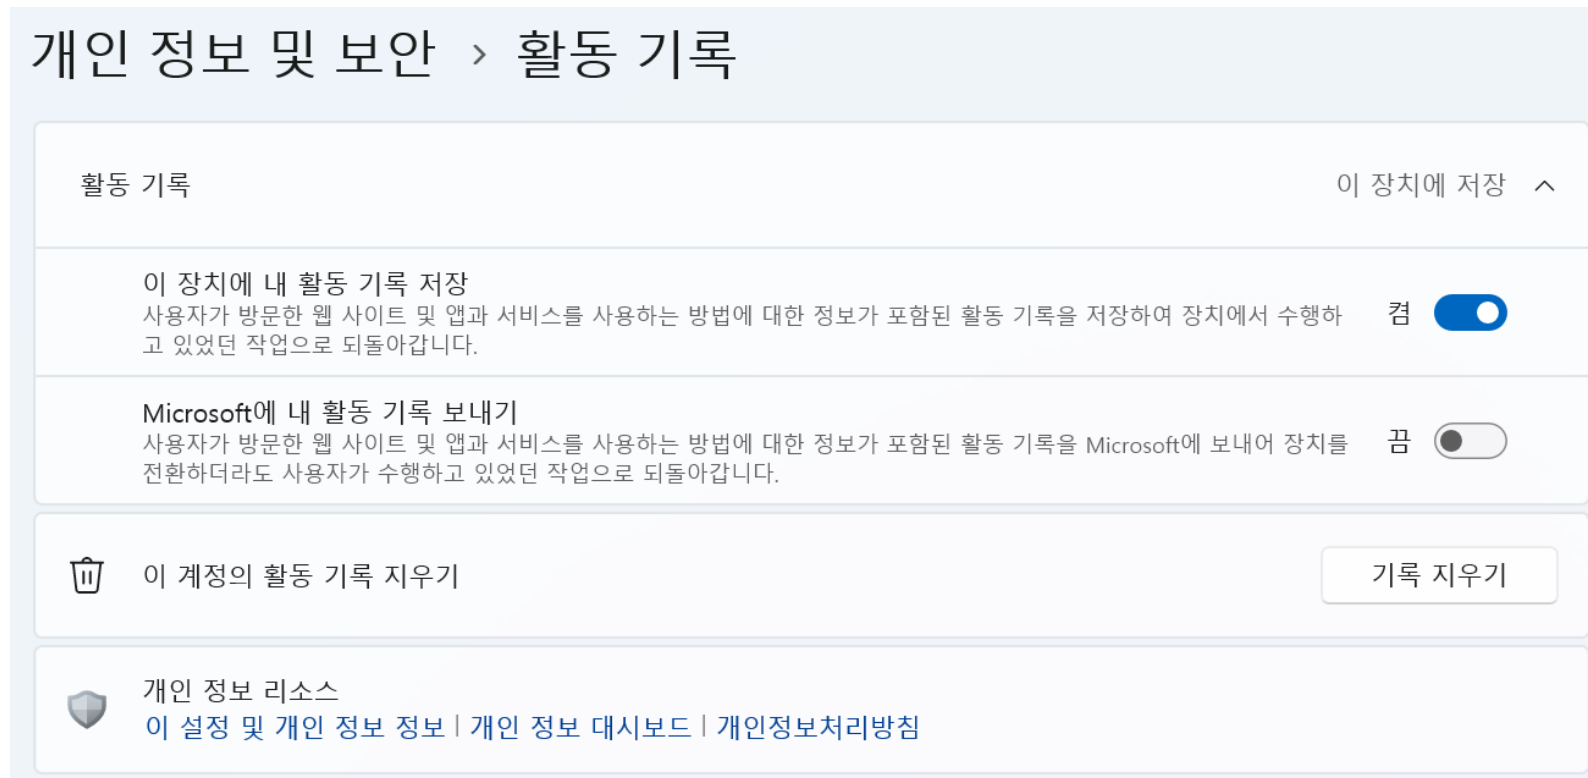 개인 정보 및 보안 > 활동 기록
활동 기록 이 장치에 저장
이 장치에 내 활동 기록 저장
사용자가 방문한 웹 사이트 및 앱과 서비스를 사용하는 방법에 대한 정보가 포함된 활동 기록을 저장하여 장치에서 수행하
고 있었던 작업으로 되돌아갑니다.
켬
Microsoft에 내 활동 기록 보내기
사용자가 방문한 웹 사이트 및 앱과 서비스를 사용하는 방법에 대한 정보가 포함된 활동 기록을 Microsoft에 보내어 장치를
전환하더라도 사용자가 수행하고 있었던 작업으로 되돌아갑니다.
끔
이 계정의 활동 기록 지우기 기록 지우기
개인 정보 리소스
이 설정 및 개인 정보 정보 | 개인 정보 대시보드 | 개인정보처리방침